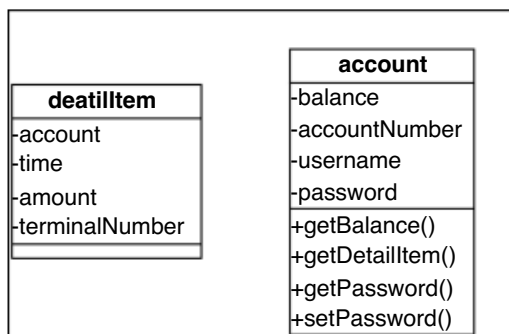 deatilItem
-account
-time
-amount
-terminalNumber
account
-balance
-accountNumber
-username
-password
+getBalance()
+getDetailItem()
+getPassword()
+setPassword()